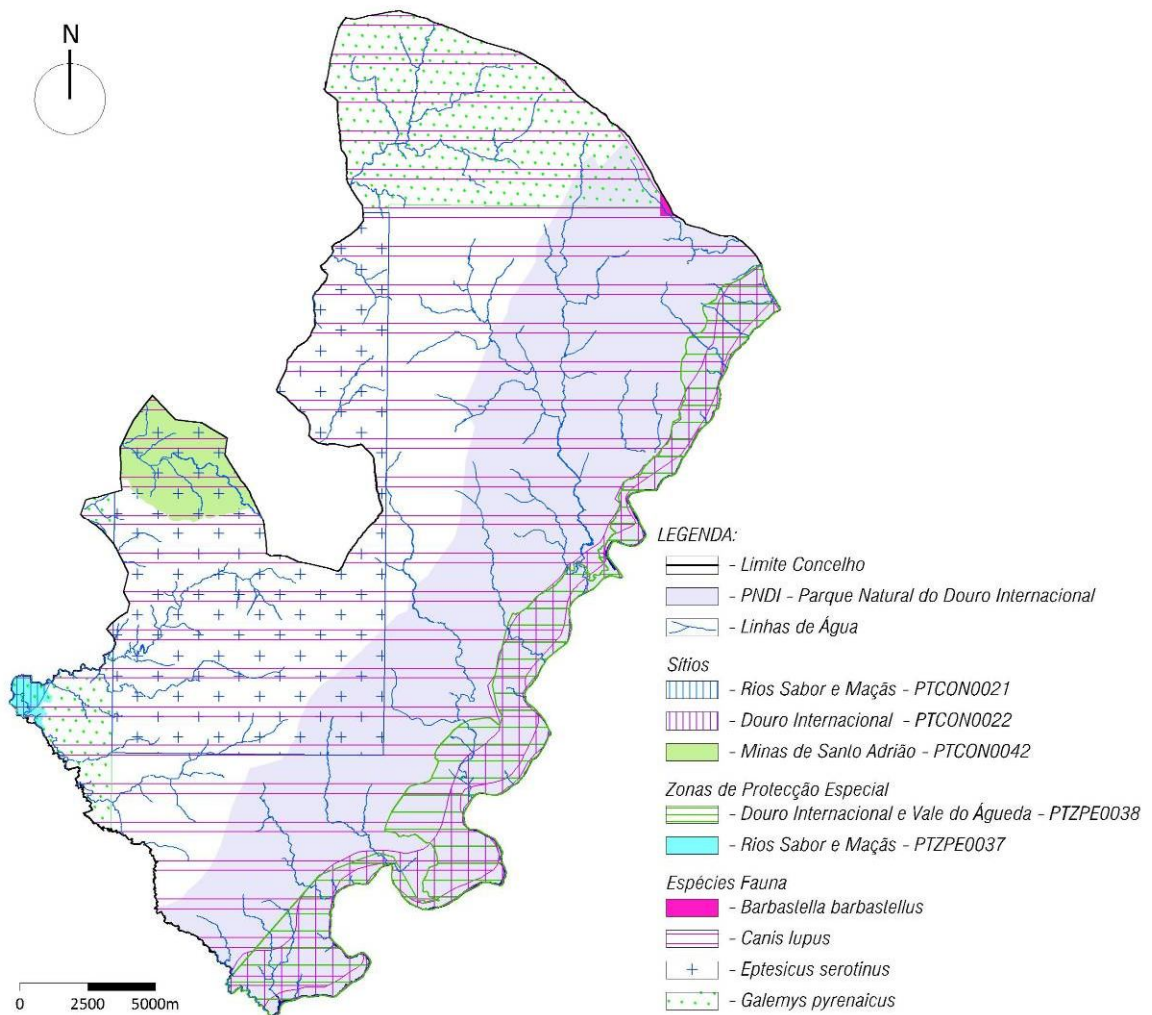 N
LEGENDA:
- Limite Concelho
- PNDI - Parque Natural do Douro Internacional
- Linhas de Água
Sítios
- Rios Sabor e Maçãs - PTCON0021
- Douro Internacional - PTCON0022
- Minas de Santo Adrião - PTCON0042
Zonas de Protecção Especial
- Douro Internacional e Vale do Águeda - PTZPE0038
- Rios Sabor e Maçãs - PTZPE0037
Espécies Fauna
- Barbastella barbastellus
- Canis lupus
- Eptesicus serotinus
- Galemys pyrenaicus
0 2500 5000m